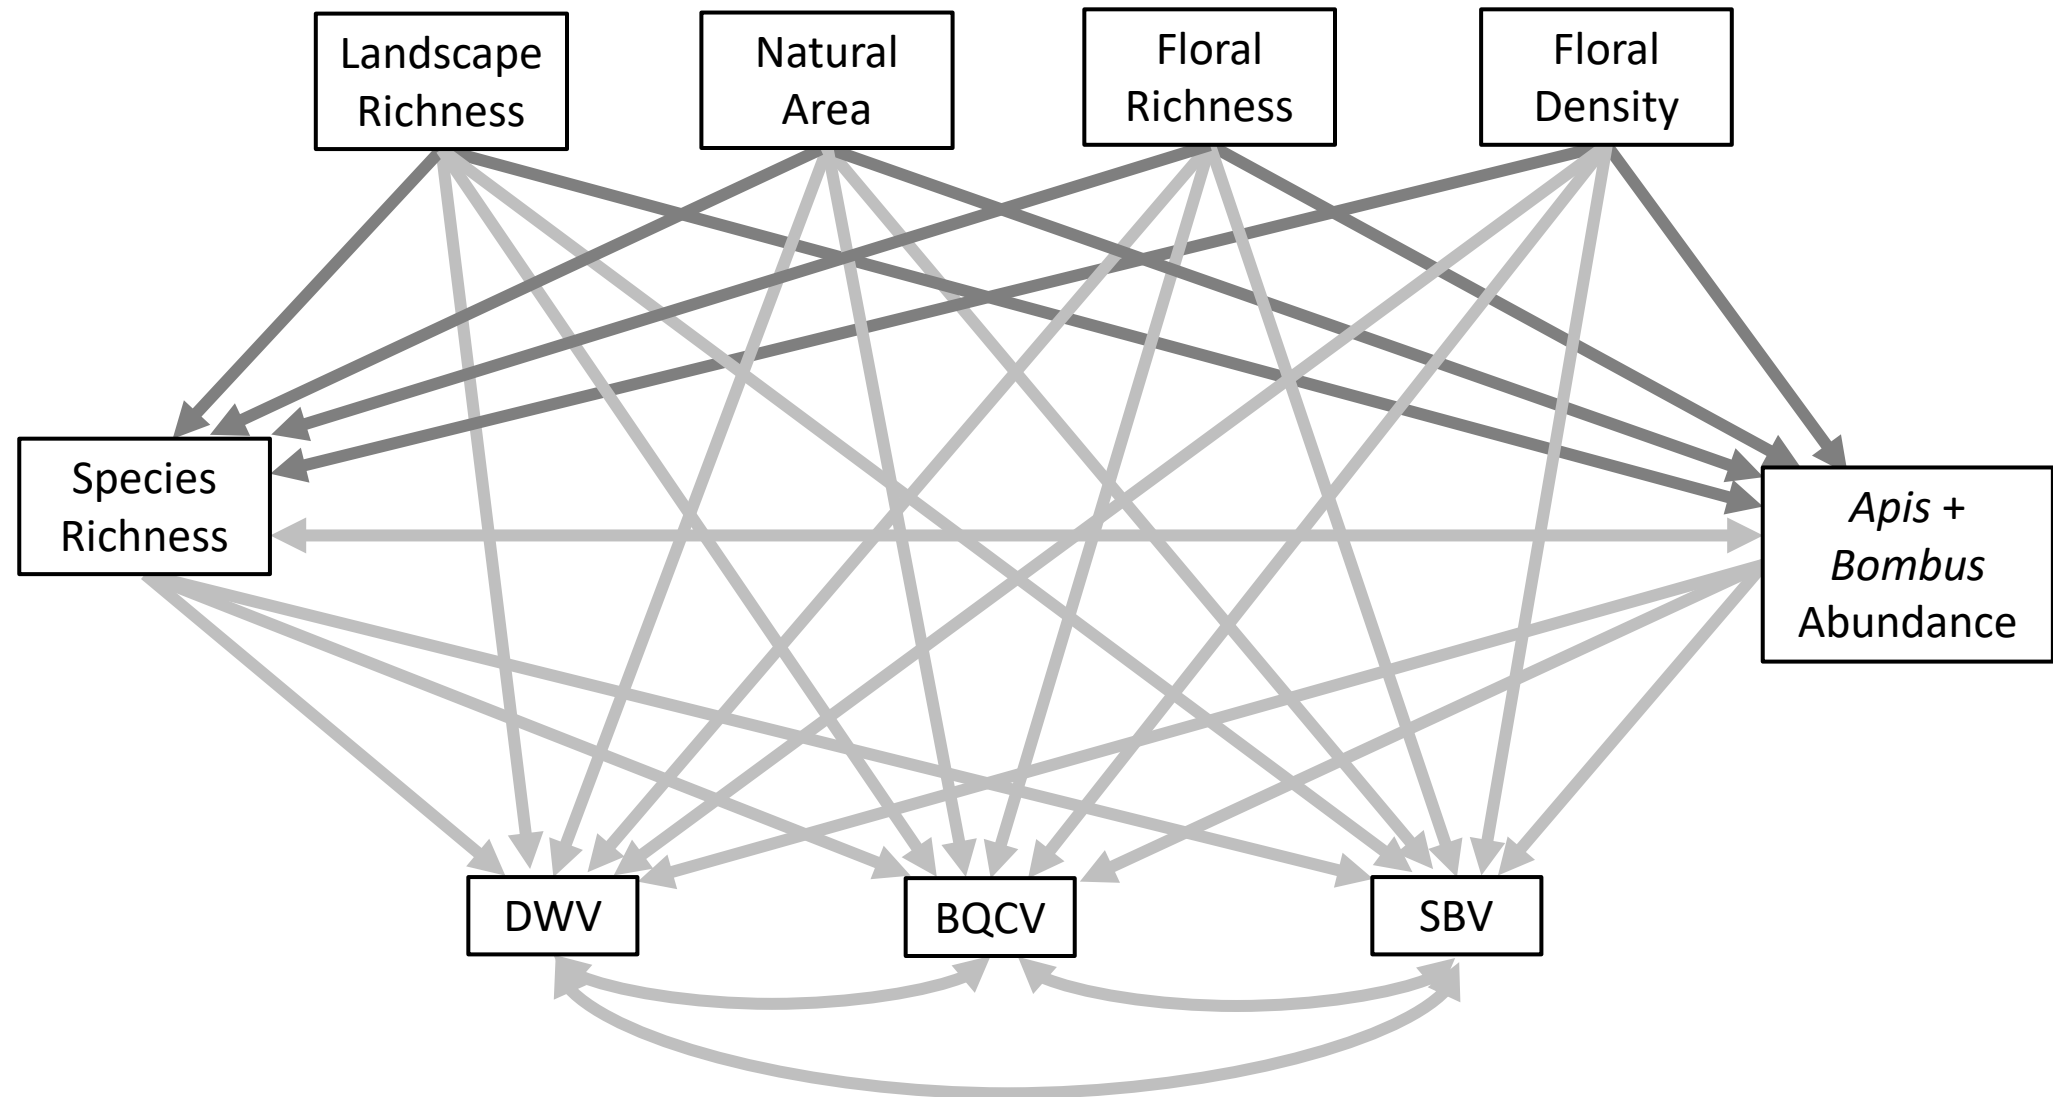 Landscape
Richness
Natural
Area
Floral
Richness
Floral
Density
Species
Richness
Apis +
Bombus
Abundance
DWV
BQCV
SBV